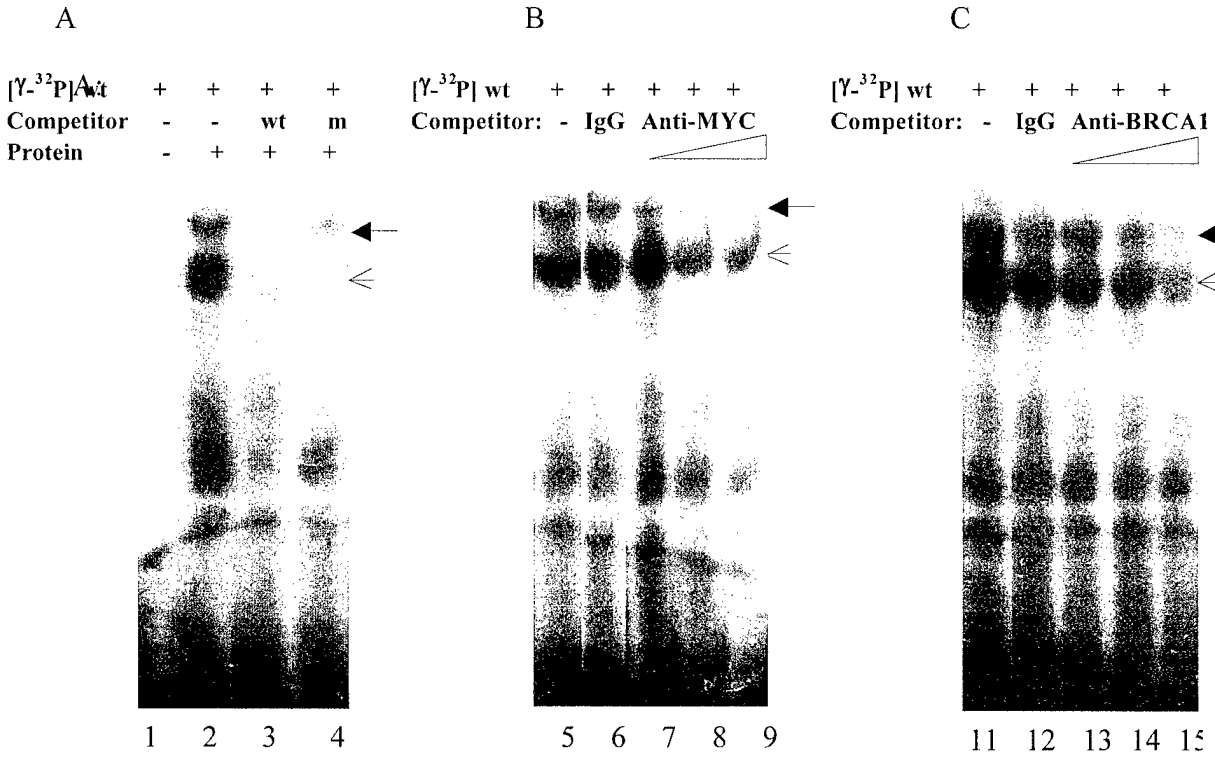 A
B
C
[γ-³²P] wt + + + +
A.
Competitor - - wt m
Protein - + + +
[γ-³²P] wt + + + + +
Competitor: - IgG Anti-MYC
[γ-³²P] wt + + + + +
Competitor: - IgG Anti-BRCA1
1 2 3 4
5 6 7 8 9
11 12 13 14 15